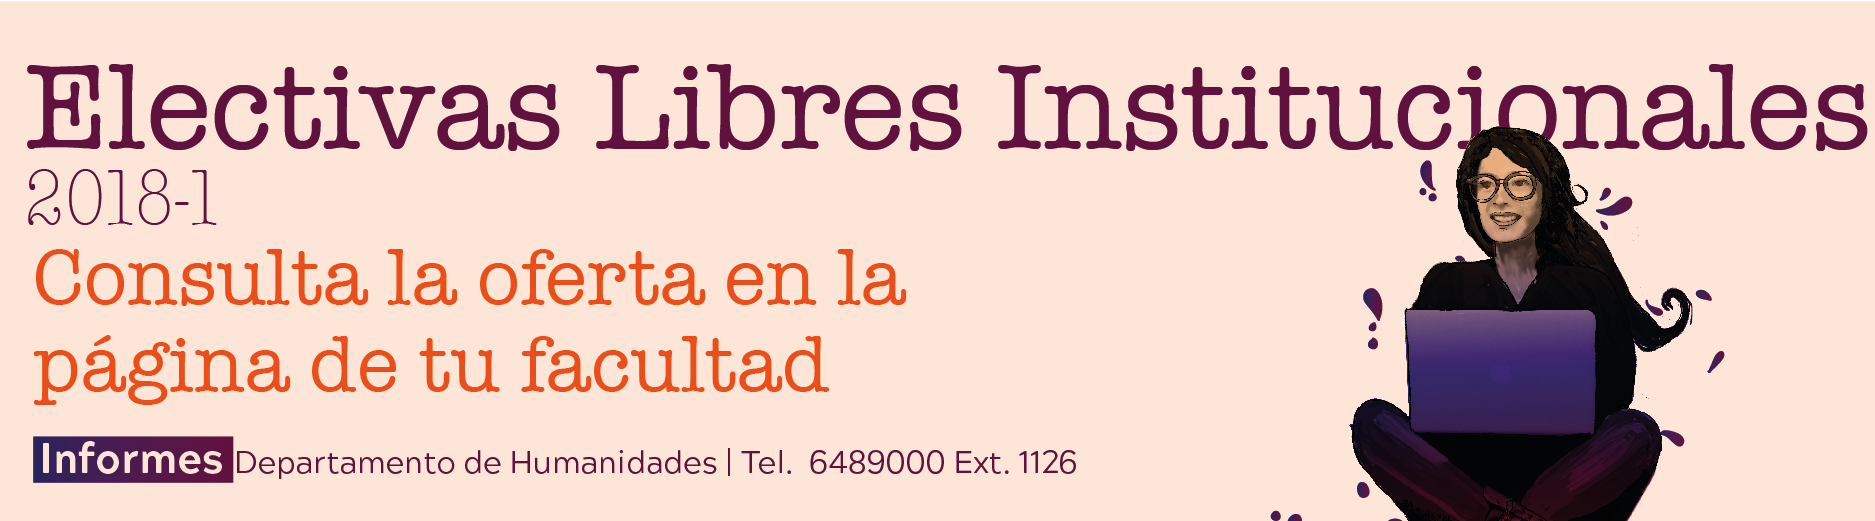 Electivas Libres Institucionales
2018-1
Consulta la oferta en la
página de tu facultad
Informes Departamento de Humanidades | Tel. 6489000 Ext. 1126